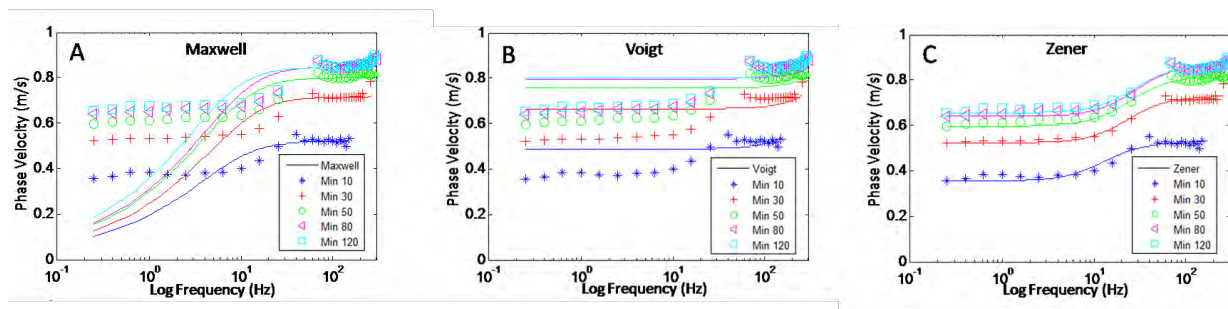 A
Maxwell
Phase Velocity (m/s)
1
0.8
0.6
0.4
0.2
0
Maxwell
Min 10
Min 30
Min 50
Min 80
Min 120
10-1
100
101
102
Log Frequency (Hz)
B
Voigt
Phase Velocity (m/s)
1
0.8
0.6
0.4
0.2
0
Voigt
Min 10
Min 30
Min 50
Min 80
Min 120
10-1
100
101
102
Log Frequency (Hz)
C
Zener
Phase Velocity (m/s)
1
0.8
0.6
0.4
0.2
0
Zener
Min 10
Min 30
Min 50
Min 80
Min 120
10-1
100
101
102
Log Frequency (Hz)